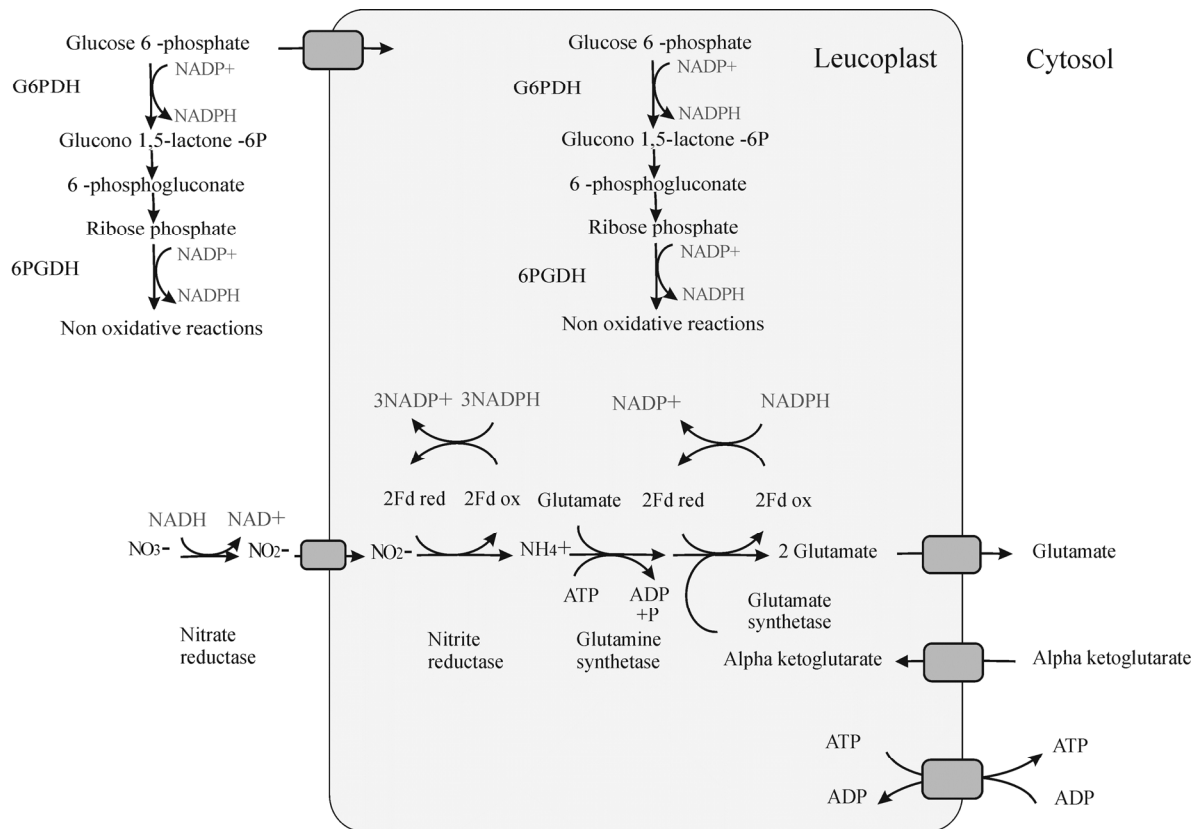 Glucose 6 -phosphate
NADP+
G6PDH
NADPH
Glucono 1,5-lactone -6P
6 -phosphogluconate
Ribose phosphate
NADP+
6PGDH
NADPH
Non oxidative reactions
Glucose 6 -phosphate
NADP+
G6PDH
NADPH
Glucono 1,5-lactone -6P
6 -phosphogluconate
Ribose phosphate
NADP+
6PGDH
NADPH
Non oxidative reactions
Leucoplast
Cytosol
3NADP+ 3NADPH
NADP+ NADPH
2Fd red 2Fd ox Glutamate 2Fd red 2Fd ox
NADH NAD+
NO3- NO2- NO2- NH4+ 2 Glutamate Glutamate
ATP ADP
+P
Glutamate
synthetase
Nitrate
reductase
Nitrite
reductase
Glutamine
synthetase
Alpha ketoglutarate Alpha ketoglutarate
ATP ATP
ADP ADP